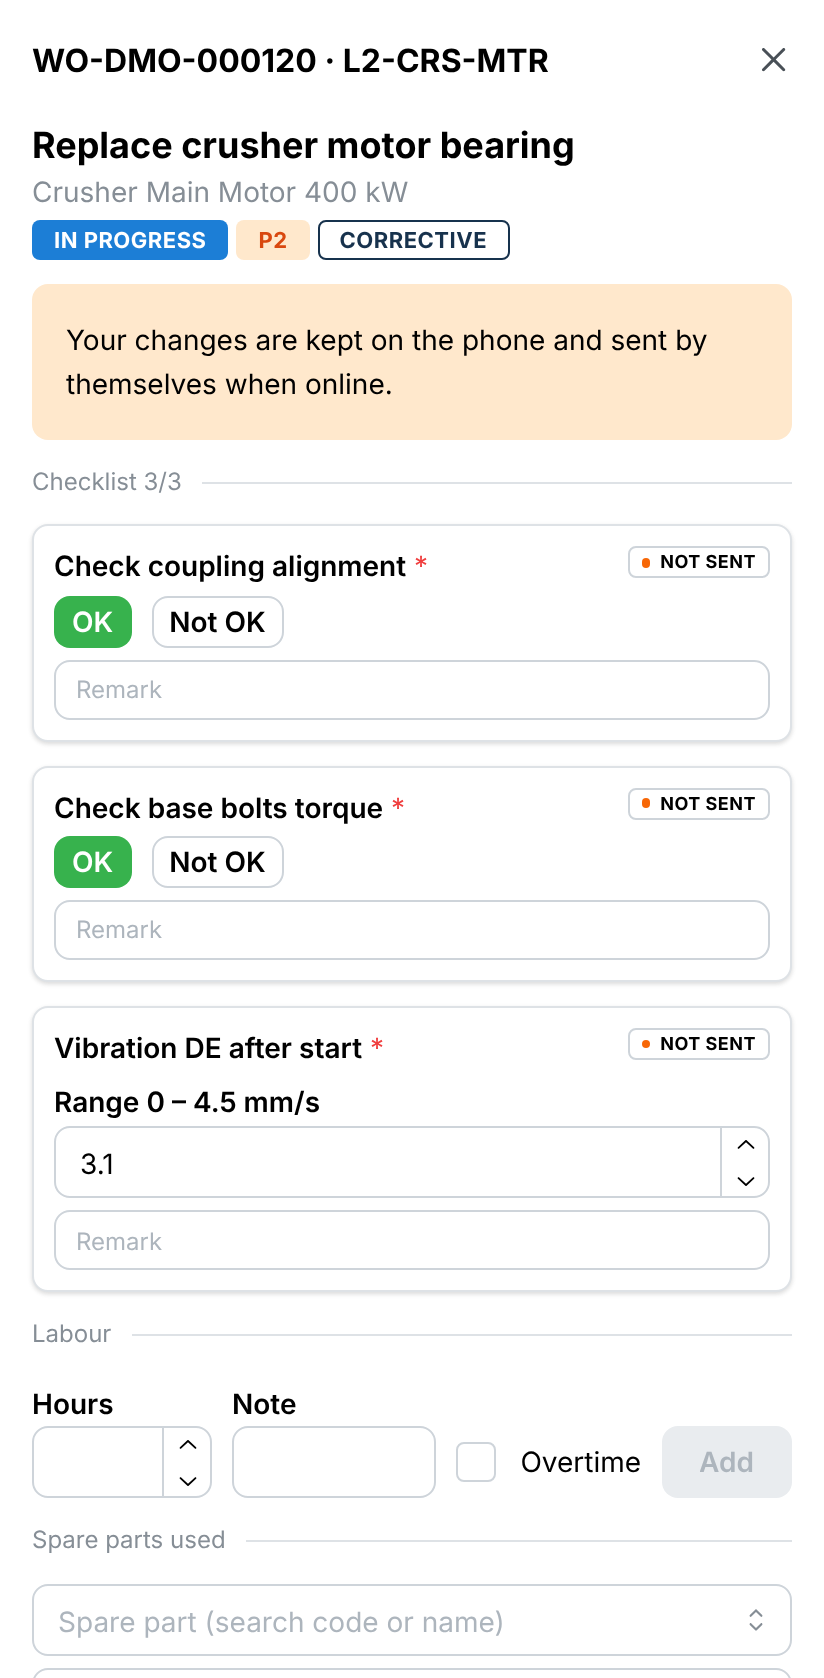 WO-DMO-000120 · L2-CRS-MTR
Replace crusher motor bearing
Crusher Main Motor 400 kW
IN PROGRESS P2 CORRECTIVE
Your changes are kept on the phone and sent by
themselves when online.
Checklist 3/3
Check coupling alignment * NOT SENT
OK Not OK
Remark
Check base bolts torque * NOT SENT
OK Not OK
Remark
Vibration DE after start * NOT SENT
Range 0 – 4.5 mm/s
3.1
Remark
Labour
Hours Note
Overtime Add
Spare parts used
Spare part (search code or name)